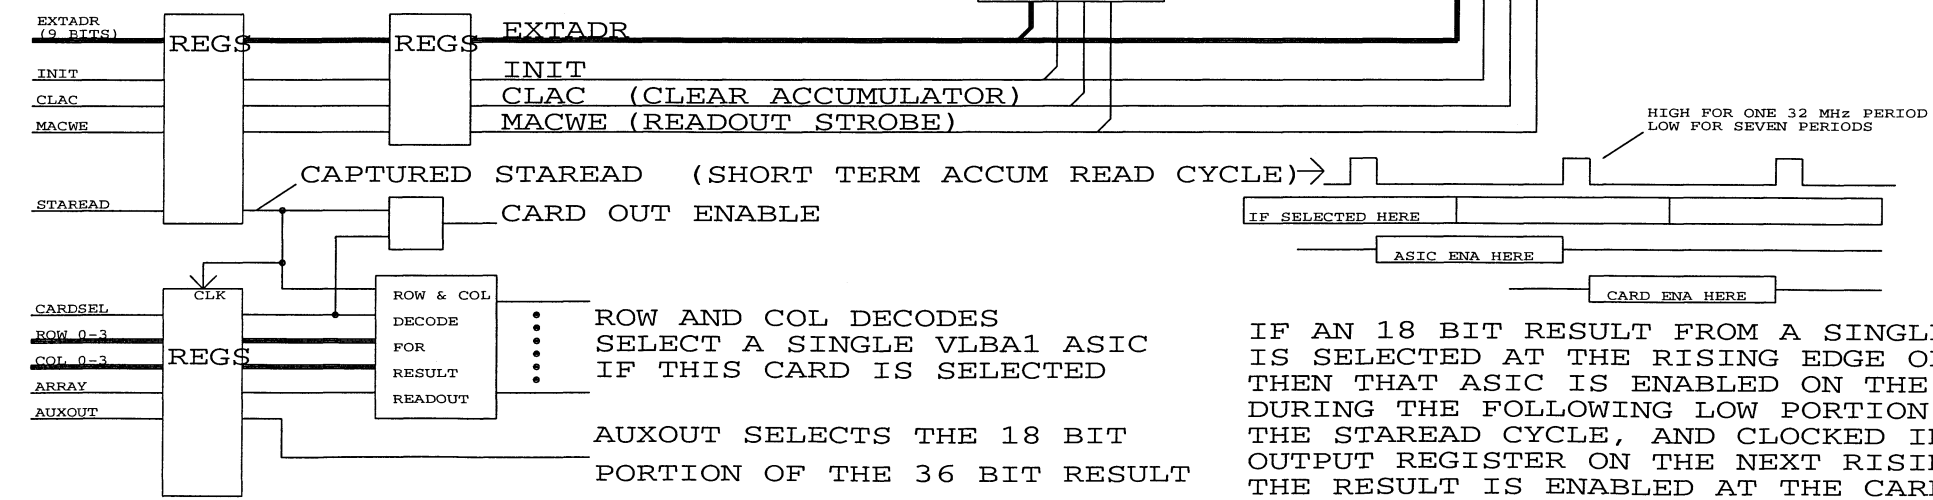 EXTADR
(9 BITS)
REGS
REGS
EXTADR
INIT
INIT
CLAC
CLAC (CLEAR ACCUMULATOR)
MACWE
MACWE (READOUT STROBE)
HIGH FOR ONE 32 MHz PERIOD
LOW FOR SEVEN PERIODS
CAPTURED STAREAD (SHORT TERM ACCUM READ CYCLE)
STAREAD
CARD OUT ENABLE
IF SELECTED HERE
ASIC ENA HERE
CARD ENA HERE
CLK
CARDSEL
ROW 0-3
COL 0-3
ARRAY
AUXOUT
REGS
ROW & COL
DECODE
FOR
RESULT
READOUT
ROW AND COL DECODES
SELECT A SINGLE VLBA1 ASIC
IF THIS CARD IS SELECTED
AUXOUT SELECTS THE 18 BIT
PORTION OF THE 36 BIT RESULT
IF AN 18 BIT RESULT FROM A SINGL
IS SELECTED AT THE RISING EDGE O
THEN THAT ASIC IS ENABLED ON THE
DURING THE FOLLOWING LOW PORTION
THE STAREAD CYCLE, AND CLOCKED I
OUTPUT REGISTER ON THE NEXT RISI
THE RESULT IS ENABLED AT THE CAR